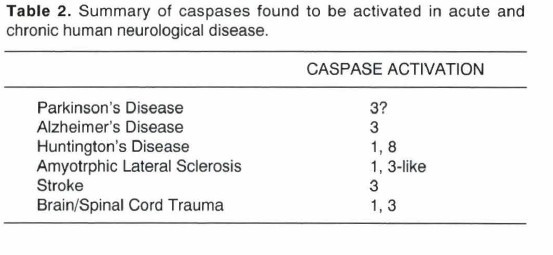 Table 2. Summary of caspases found to be activated in acute and
chronic human neurological disease.
CASPASE ACTIVATION
Parkinson's Disease 3?
Alzheimer's Disease 3
Huntington's Disease 1, 8
Amyotrphic Lateral Sclerosis 1, 3-like
Stroke 3
Brain/Spinal Cord Trauma 1, 3